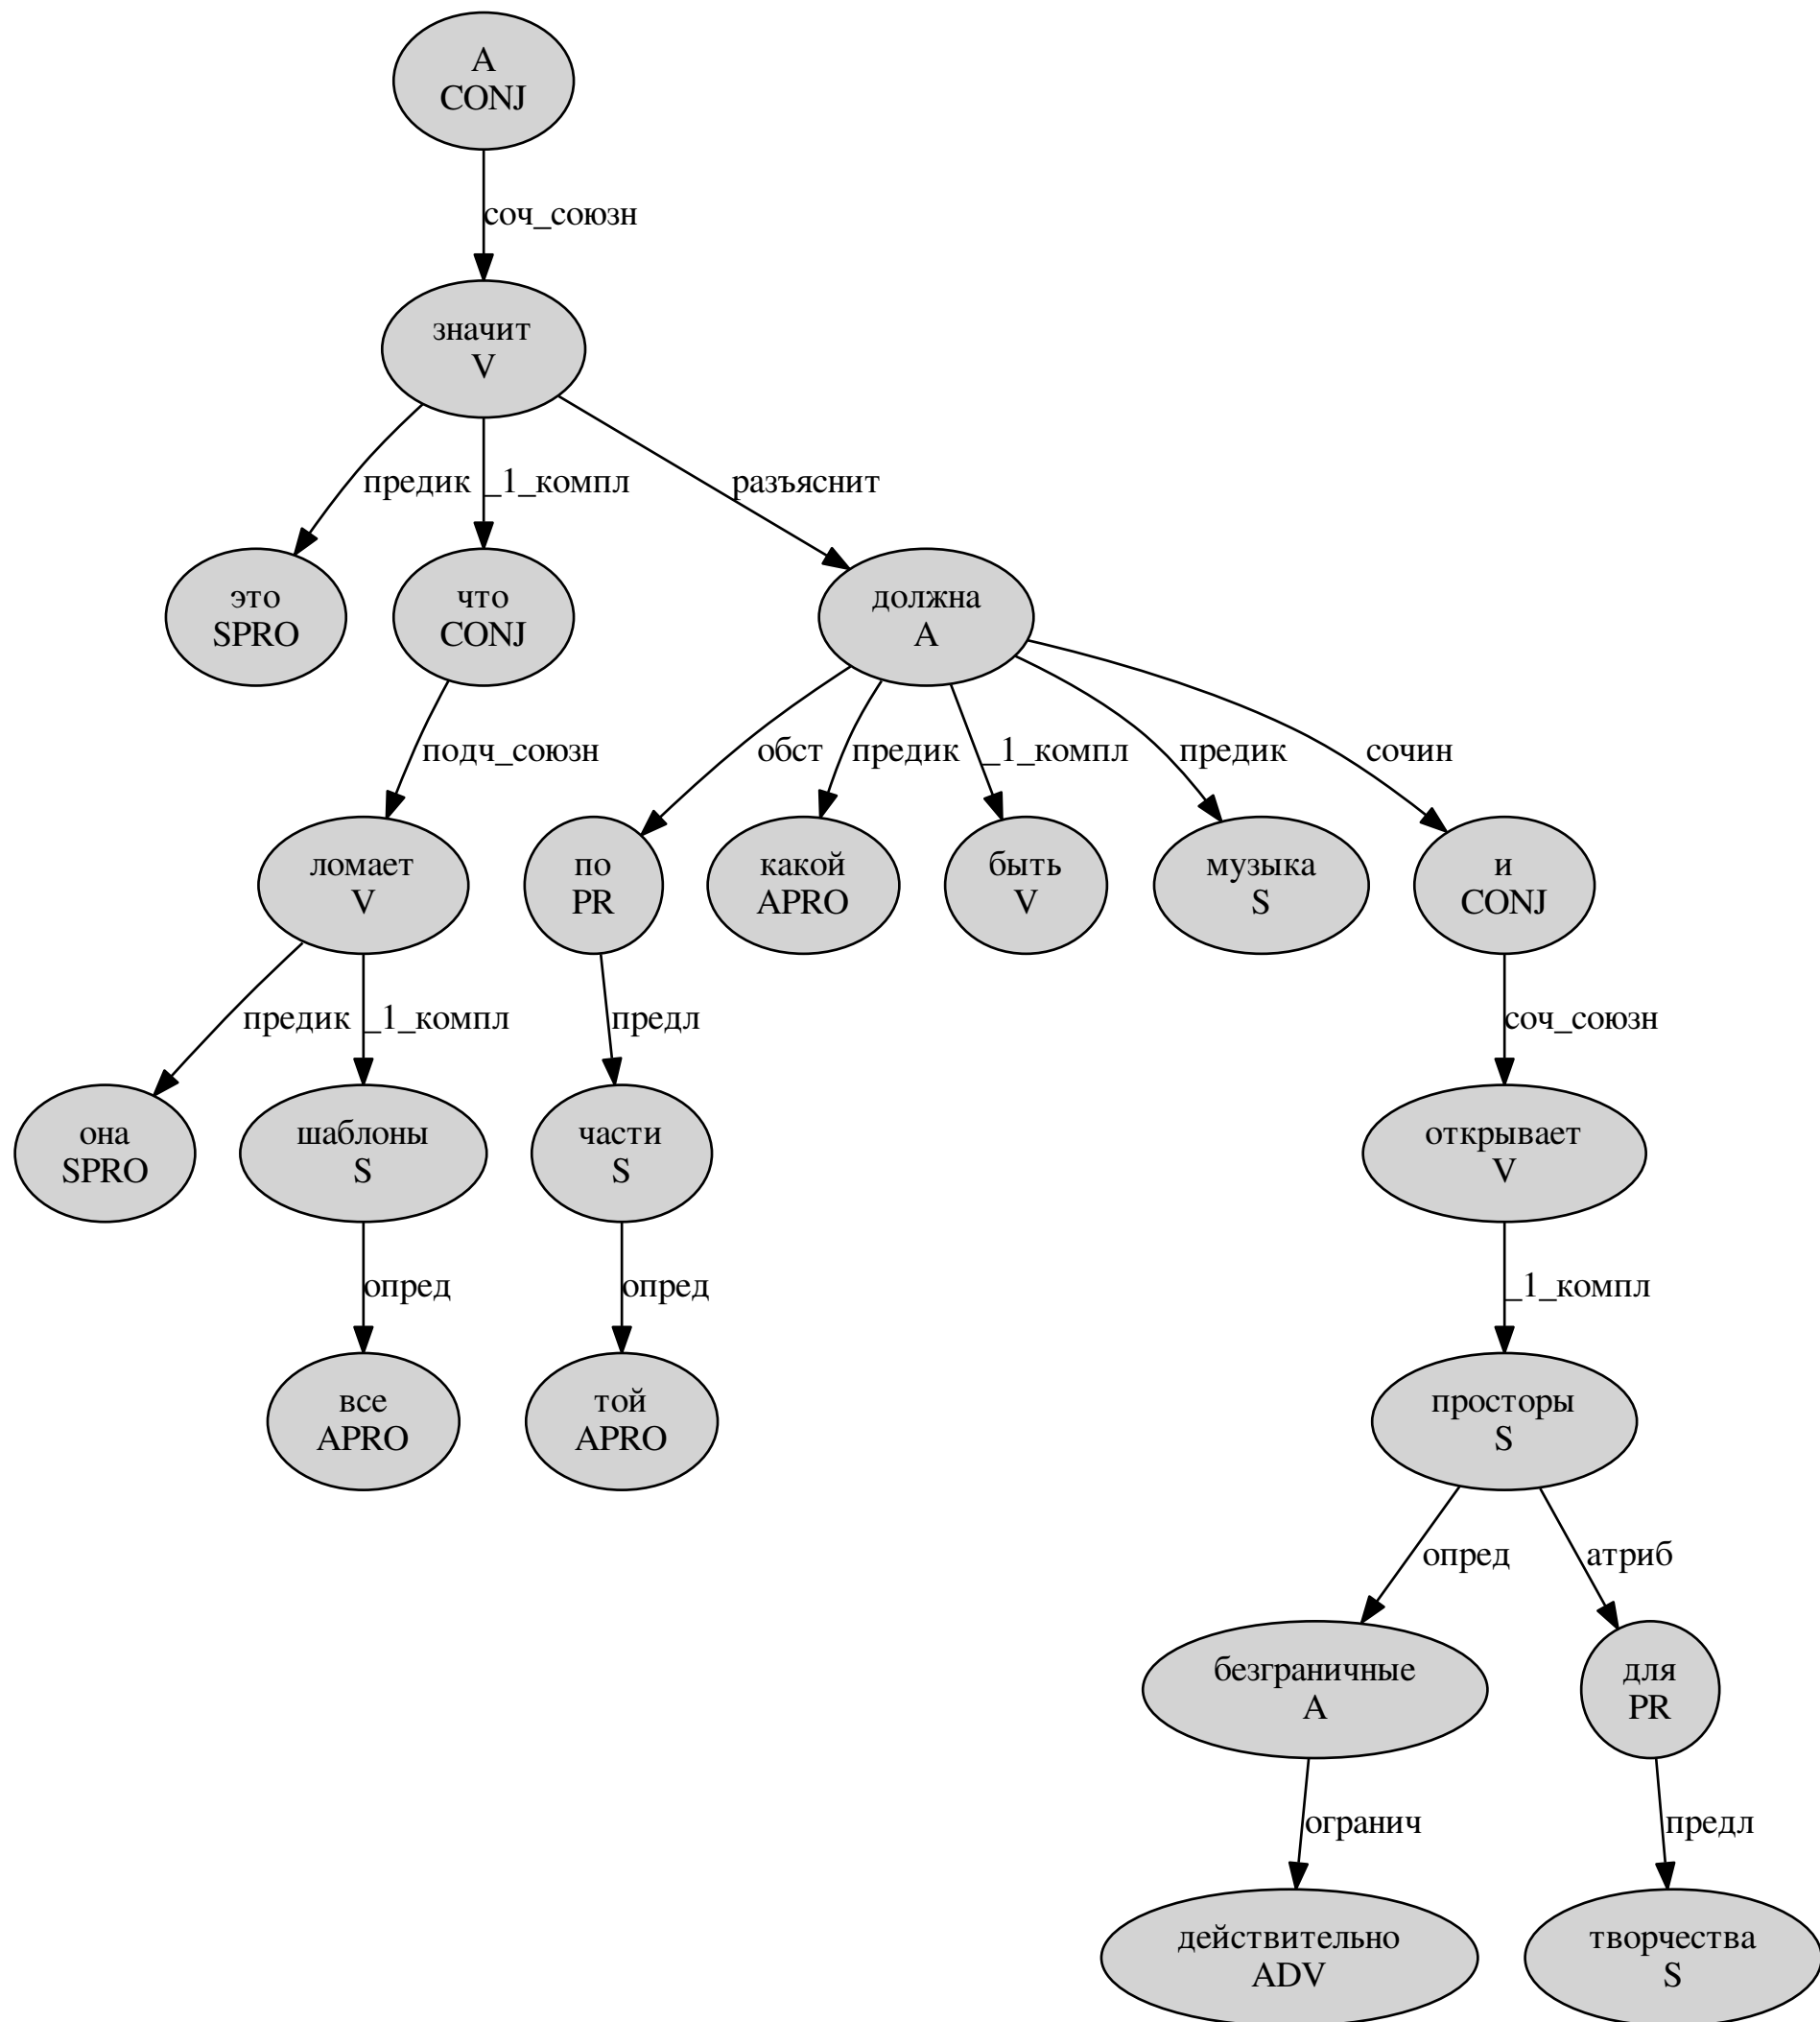 А
CONJ
соч_союзн
значит
V
предик
_1_компл
разъяснит
это
SPRO
что
CONJ
должна
A
подч_союзн
обст
предик
_1_компл
предик
сочин
ломает
V
по
PR
какой
APRO
быть
V
музыка
S
и
CONJ
предик
_1_компл
предл
соч_союзн
она
SPRO
шаблоны
S
части
S
открывает
V
опред
опред
_1_компл
все
APRO
той
APRO
просторы
S
опред
атриб
безграничные
A
для
PR
огранич
предл
действительно
ADV
творчества
S